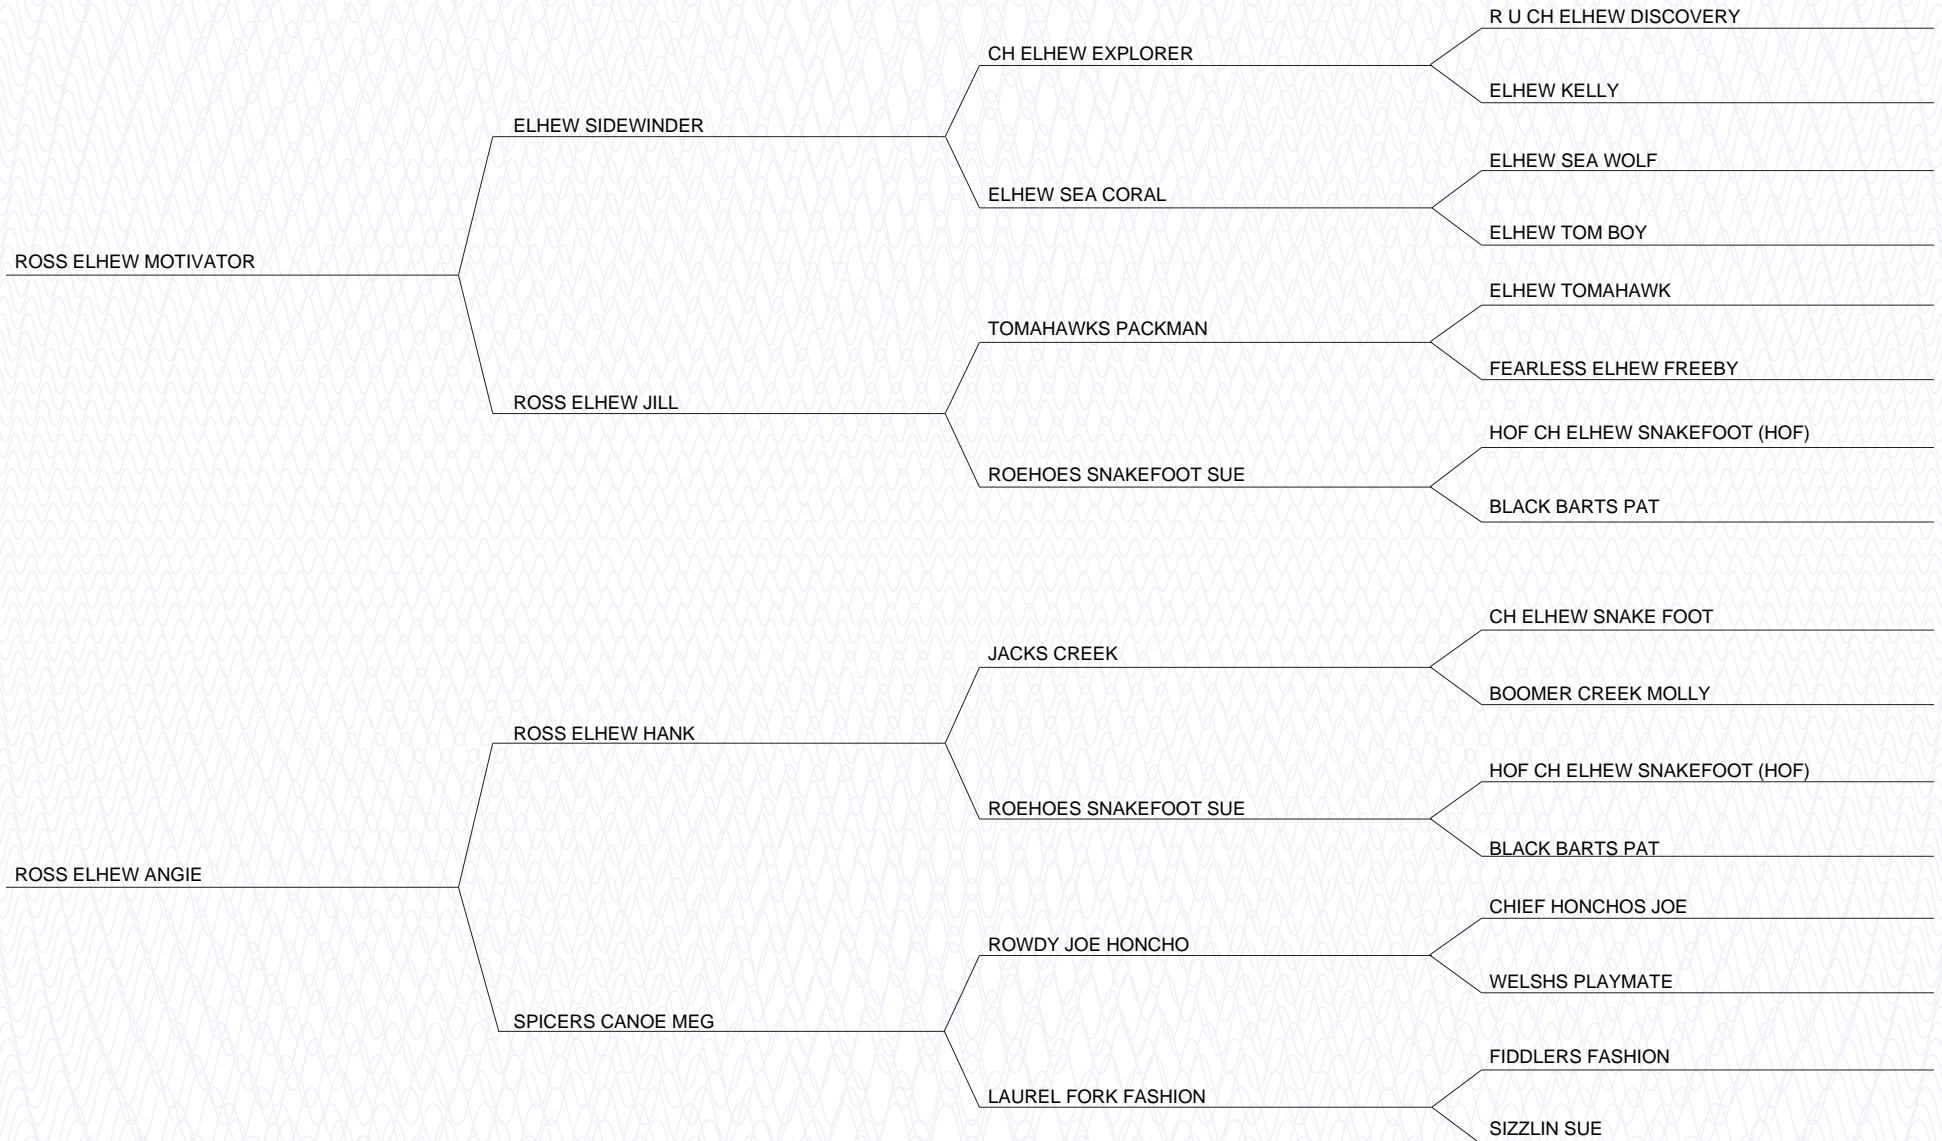 R U CH ELHEW DISCOVERY
CH ELHEW EXPLORER
ELHEW KELLY
ELHEW SIDEWINDER
ELHEW SEA WOLF
ELHEW SEA CORAL
ELHEW TOM BOY
ROSS ELHEW MOTIVATOR
ELHEW TOMAHAWK
TOMAHAWKS PACKMAN
FEARLESS ELHEW FREEBY
ROSS ELHEW JILL
HOF CH ELHEW SNAKEFOOT (HOF)
ROEHOES SNAKEFOOT SUE
BLACK BARTS PAT
CH ELHEW SNAKE FOOT
JACKS CREEK
BOOMER CREEK MOLLY
ROSS ELHEW HANK
HOF CH ELHEW SNAKEFOOT (HOF)
ROEHOES SNAKEFOOT SUE
BLACK BARTS PAT
ROSS ELHEW ANGIE
CHIEF HONCHOS JOE
ROWDY JOE HONCHO
WELSHS PLAYMATE
SPICERS CANOE MEG
FIDDLERS FASHION
LAUREL FORK FASHION
SIZZLIN SUE